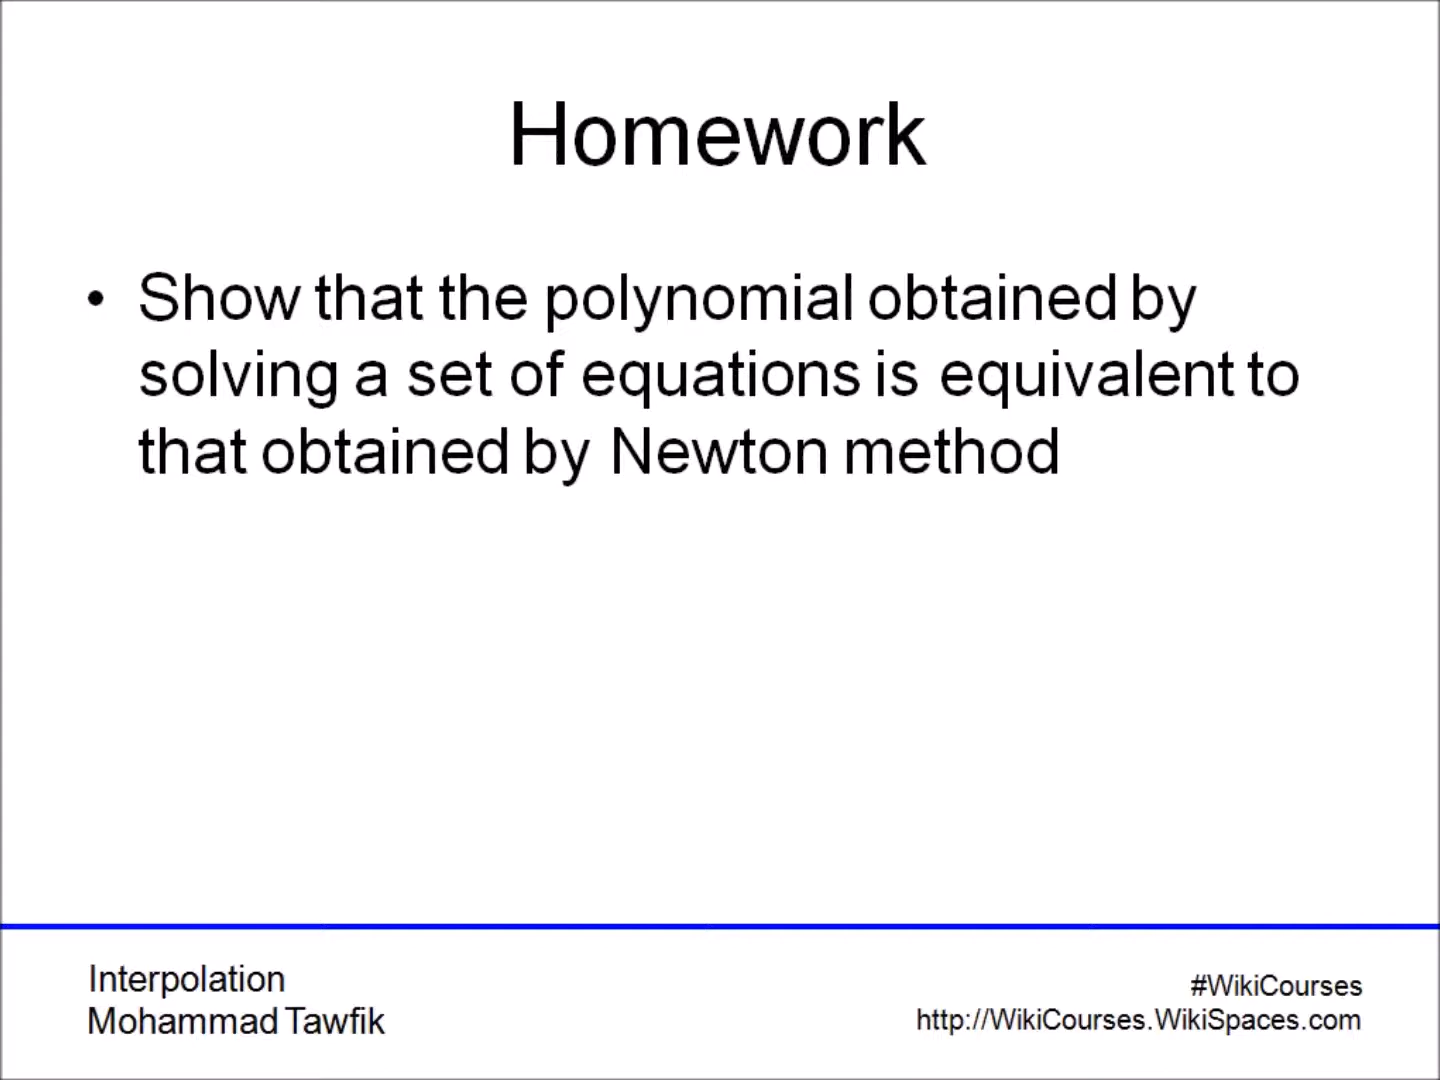 Homework
• Show that the polynomial obtained by
solving a set of equations is equivalent to
that obtained by Newton method
Interpolation
Mohammad Tawfik
#WikiCourses
http://WikiCourses.WikiSpaces.com